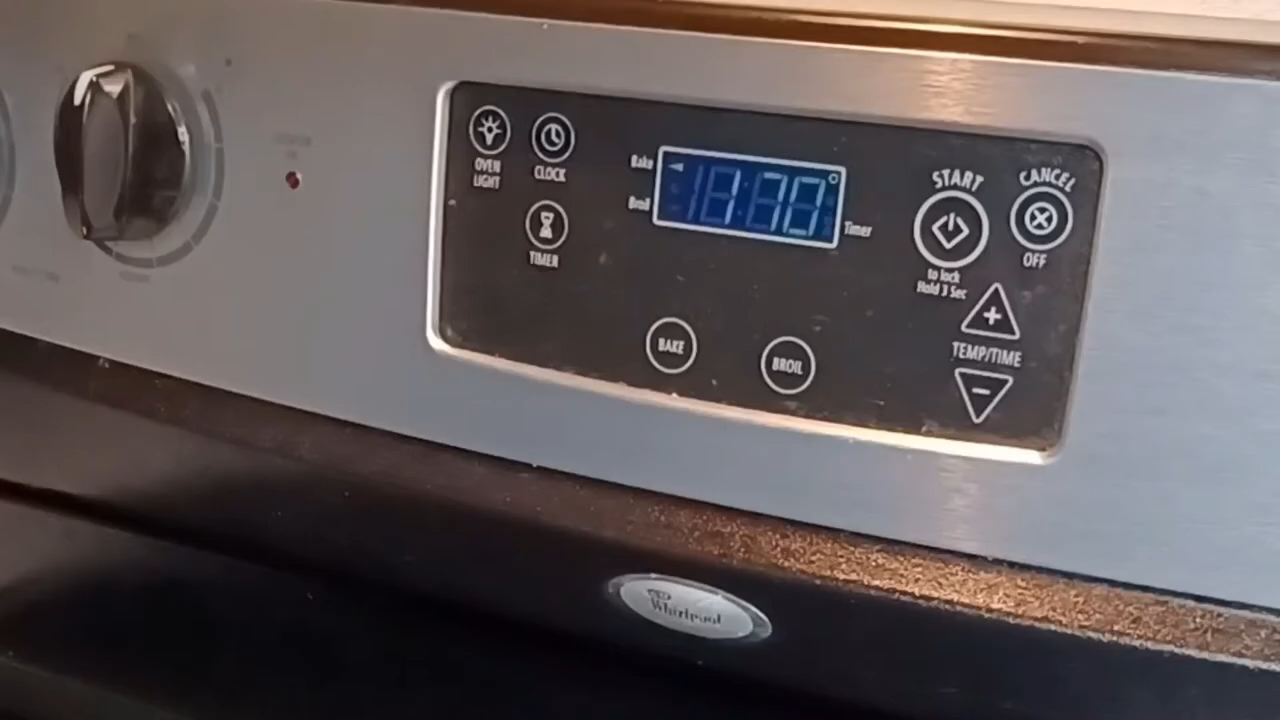 OVEN
LIGHT
CLOCK
TIMER
Bake
Broil
170°
Timer
START
to lock
Hold 3 Sec
CANCEL
OFF
+
TEMP/TIME
-
BAKE
BROIL
Whirlpool